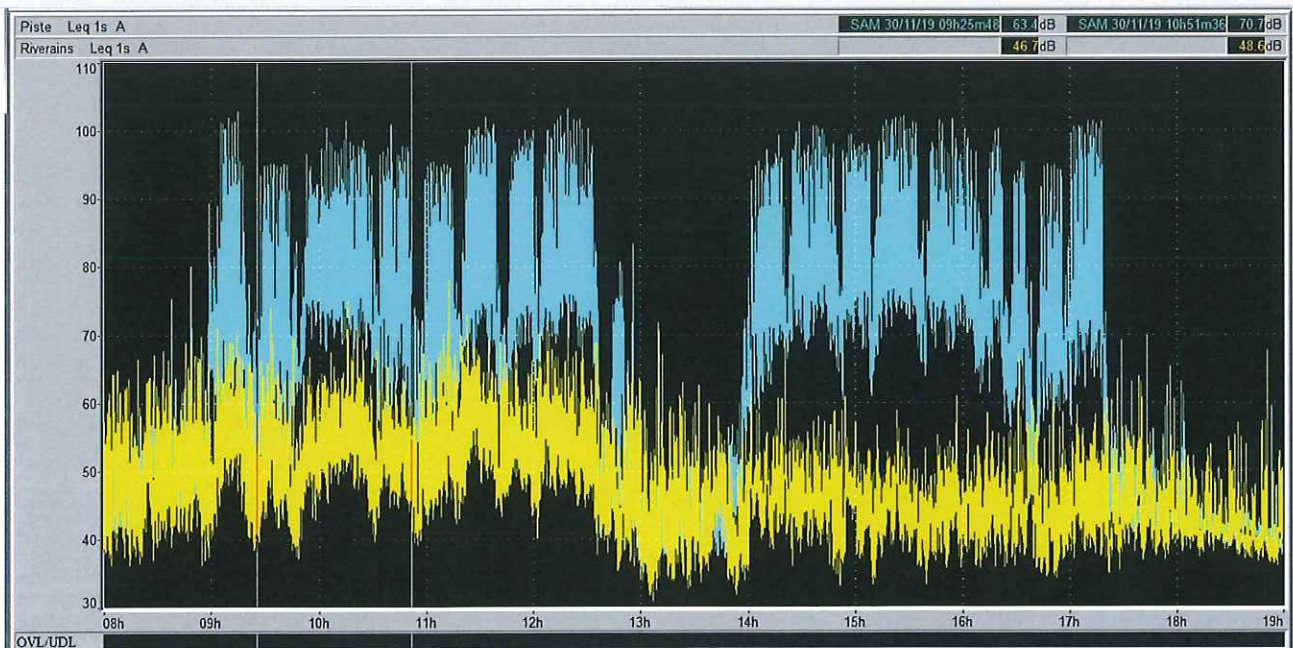 Piste Leq 1s A SAM 30/11/19 09h25m48 63.4 dB SAM 30/11/19 10h51m36 70.7 dB
Riverains Leq 1s A 46.7 dB 48.6 dB
110
100
90
80
70
60
50
40
30
08h 09h 10h 11h 12h 13h 14h 15h 16h 17h 18h 19h
OVL/UDL